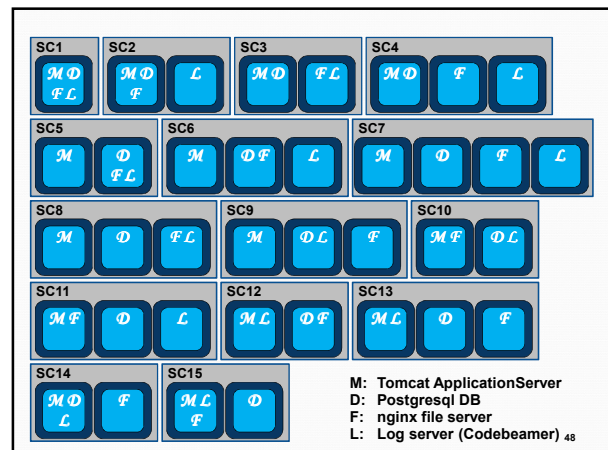 SC1 SC2 SC3 SC4
M D M D L M D F L M D F L
F L F
SC5 SC6 SC7
M D M D F L M D F L
F L
SC8 SC9 SC10
M D F L M D L F M F D L
SC11 SC12 SC13
M F D L M L D F M L D F
SC14 SC15
M D F M L D
L F
M: Tomcat ApplicationServer
D: Postgresql DB
F: nginx file server
L: Log server (Codebeamer) 48